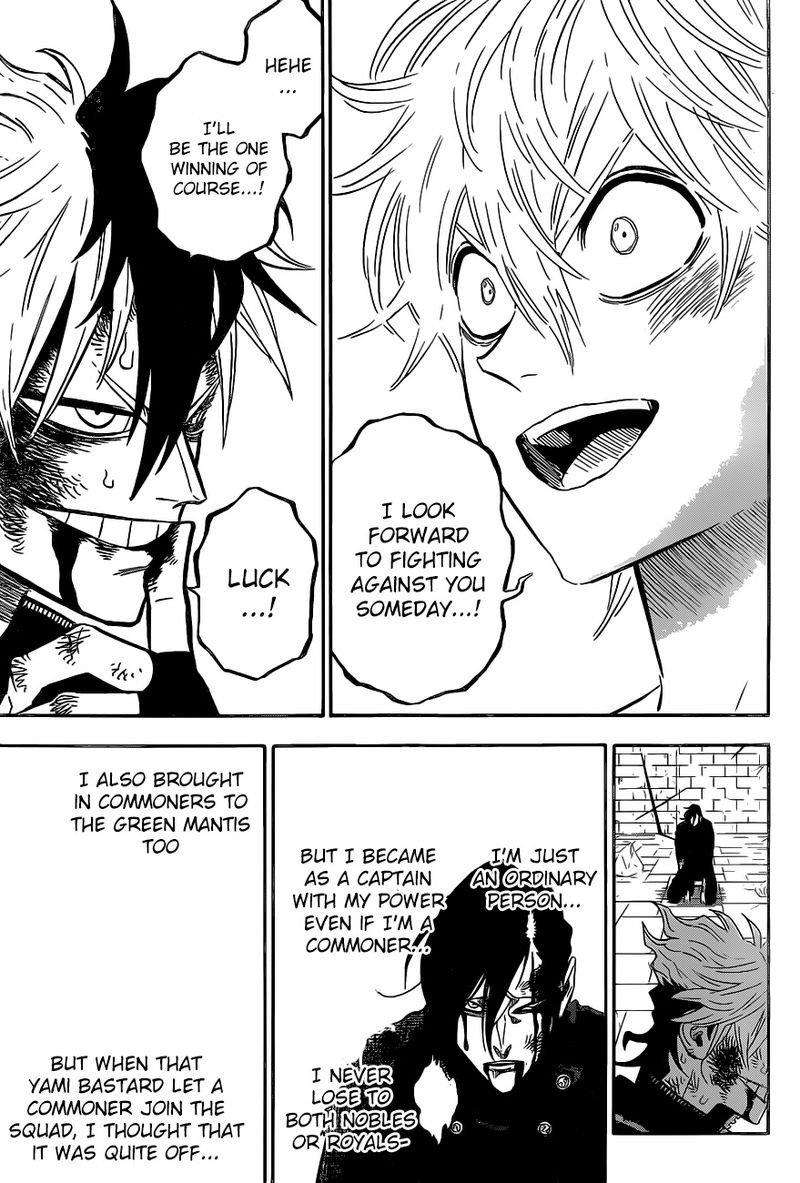 I LOOK
FORWARD
TO FIGHTING
AGAINST YOU
SOMEDAY...!
HEHE
...
I'LL
BE THE ONE
WINNING OF
COURSE...!
LUCK
...!
I'M JUST
AN ORDINARY
PERSON...
BUT I BECAME
AS A CAPTAIN
WITH MY POWER
EVEN IF I'M A
COMMONER...
I NEVER
LOSE TO
BOTH NOBLES
OR ROYALS-
I ALSO BROUGHT
IN COMMONERS TO
THE GREEN MANTIS
TOO
BUT WHEN THAT
YAMI BASTARD LET A
COMMONER JOIN THE
SQUAD, I THOUGHT THAT
IT WAS QUITE OFF...